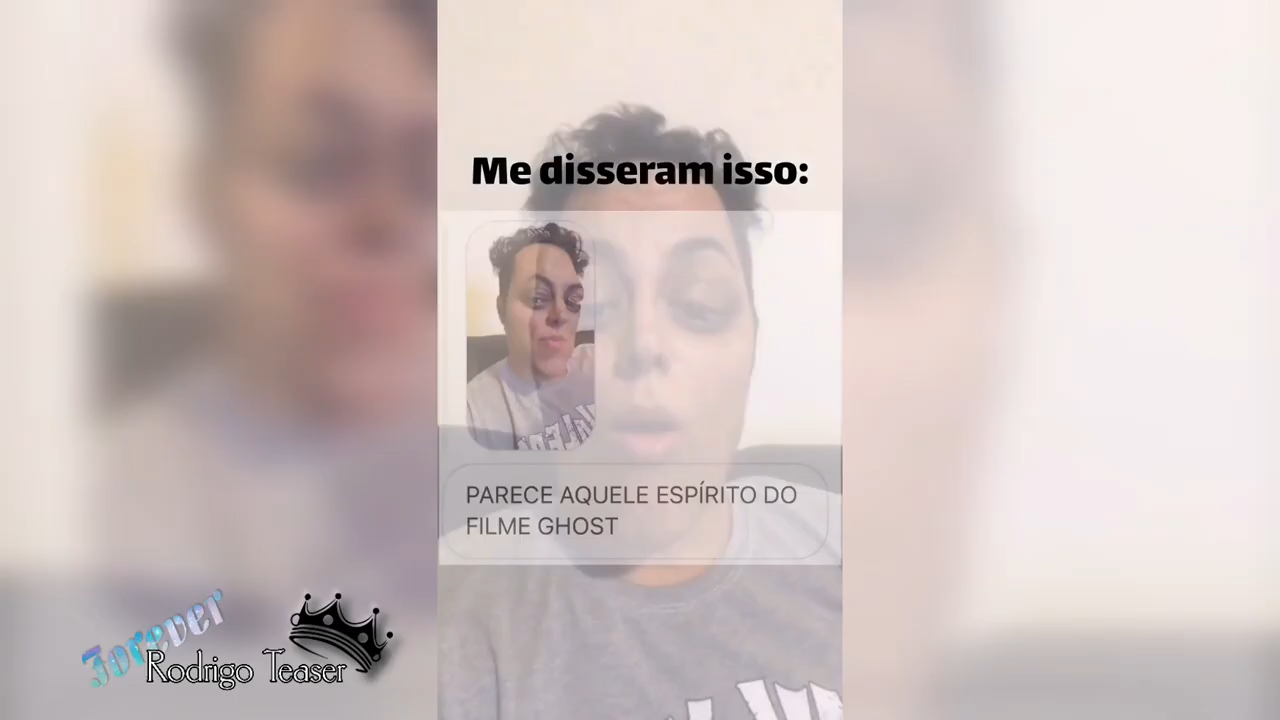 Me disseram isso:
PARECE AQUELE ESPÍRITO DO
FILME GHOST
Forever
Rodrigo Teaser